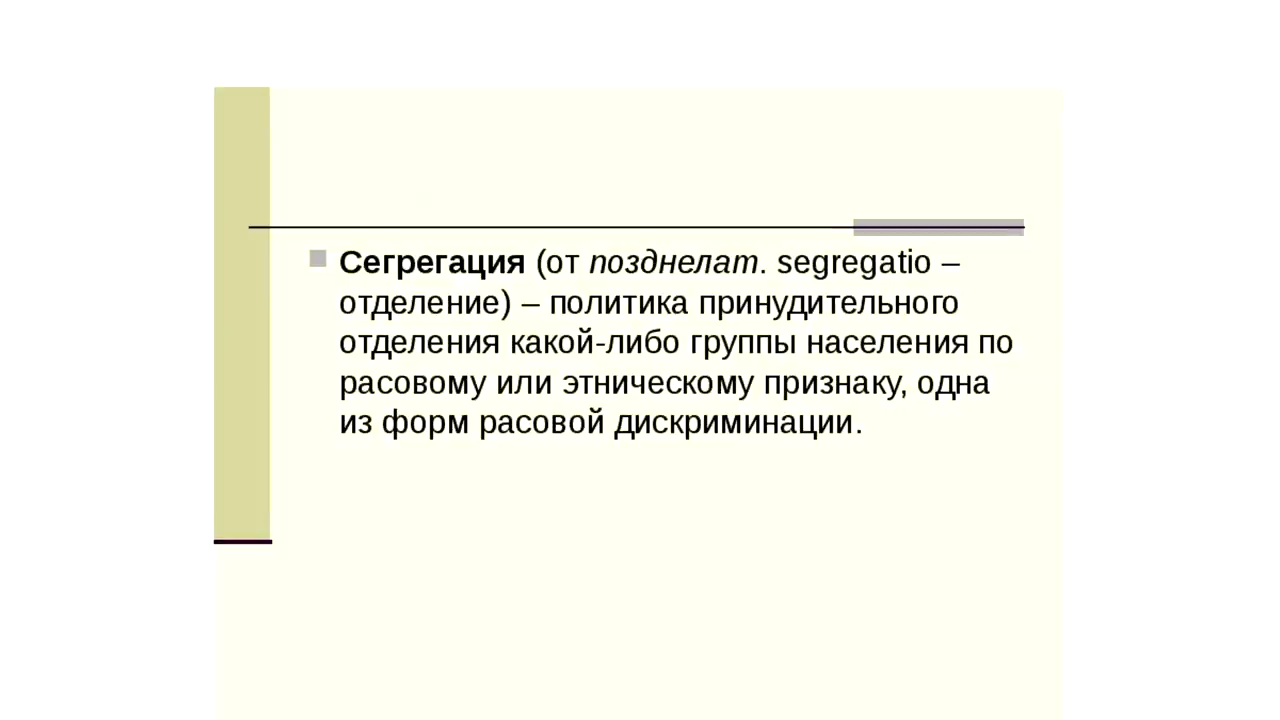 Сегрегация (от позднелат. segregatio –
отделение) – политика принудительного
отделения какой-либо группы населения по
расовому или этническому признаку, одна
из форм расовой дискриминации.